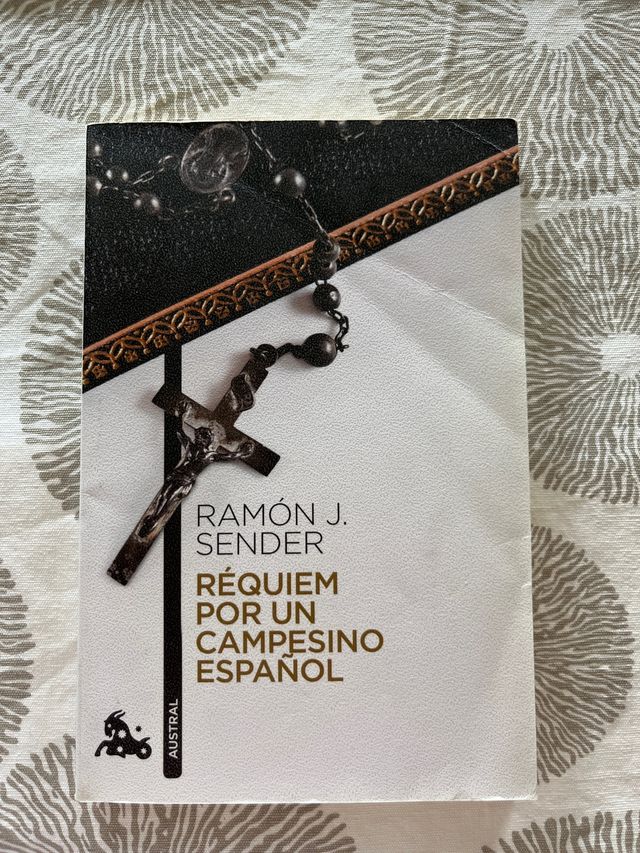 RAMÓN J.
SENDER
RÉQUIEM
POR UN
CAMPESINO
ESPAÑOL
AUSTRAL